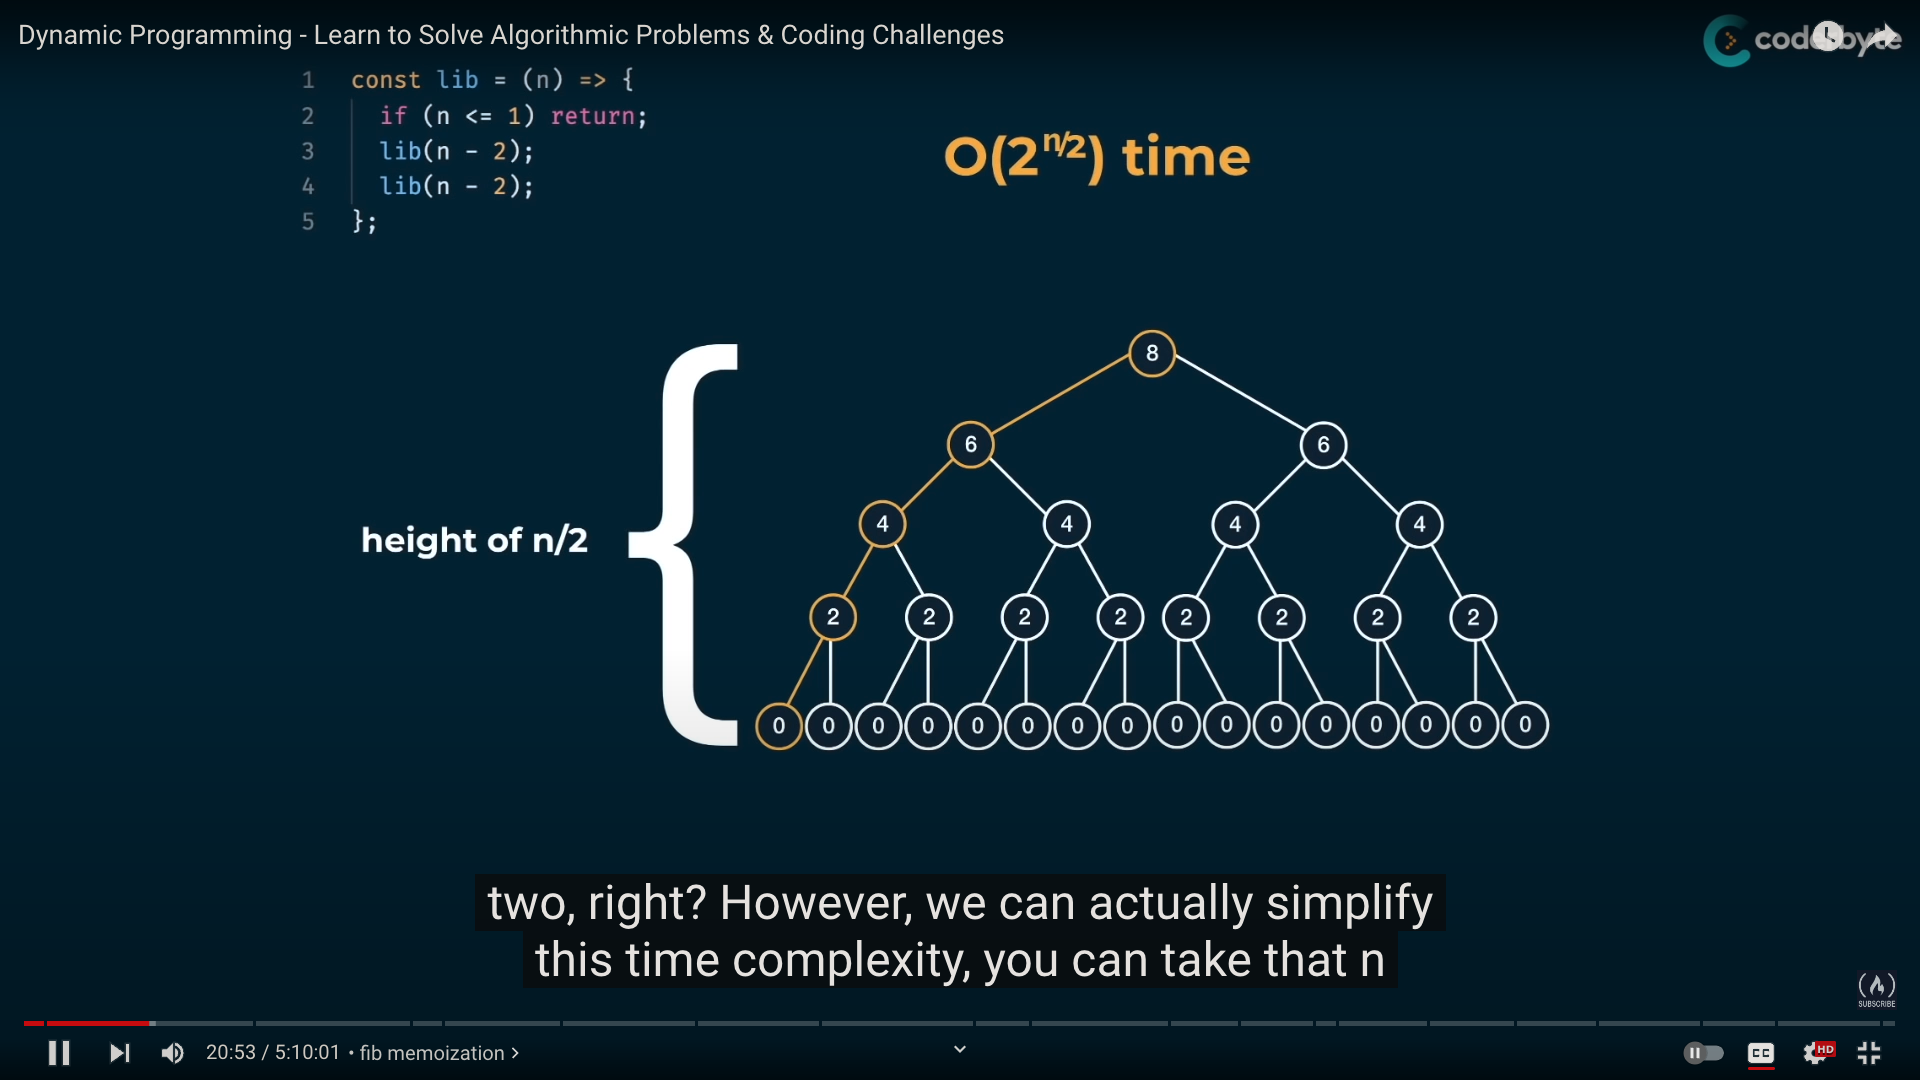 Dynamic Programming - Learn to Solve Algorithmic Problems & Coding Challenges
coderbyte
1 const lib = (n) => {
2 if (n <= 1) return;
3 lib(n - 2);
4 lib(n - 2);
5 };
O(2^n/2) time
8
6 6
4 4 4 4
height of n/2
2 2 2 2 2 2 2 2
0 0 0 0 0 0 0 0 0 0 0 0 0 0 0 0
two, right? However, we can actually simplify
this time complexity, you can take that n
SUBSCRIBE
20:53 / 5:10:01 • fib memoization >
CC
HD